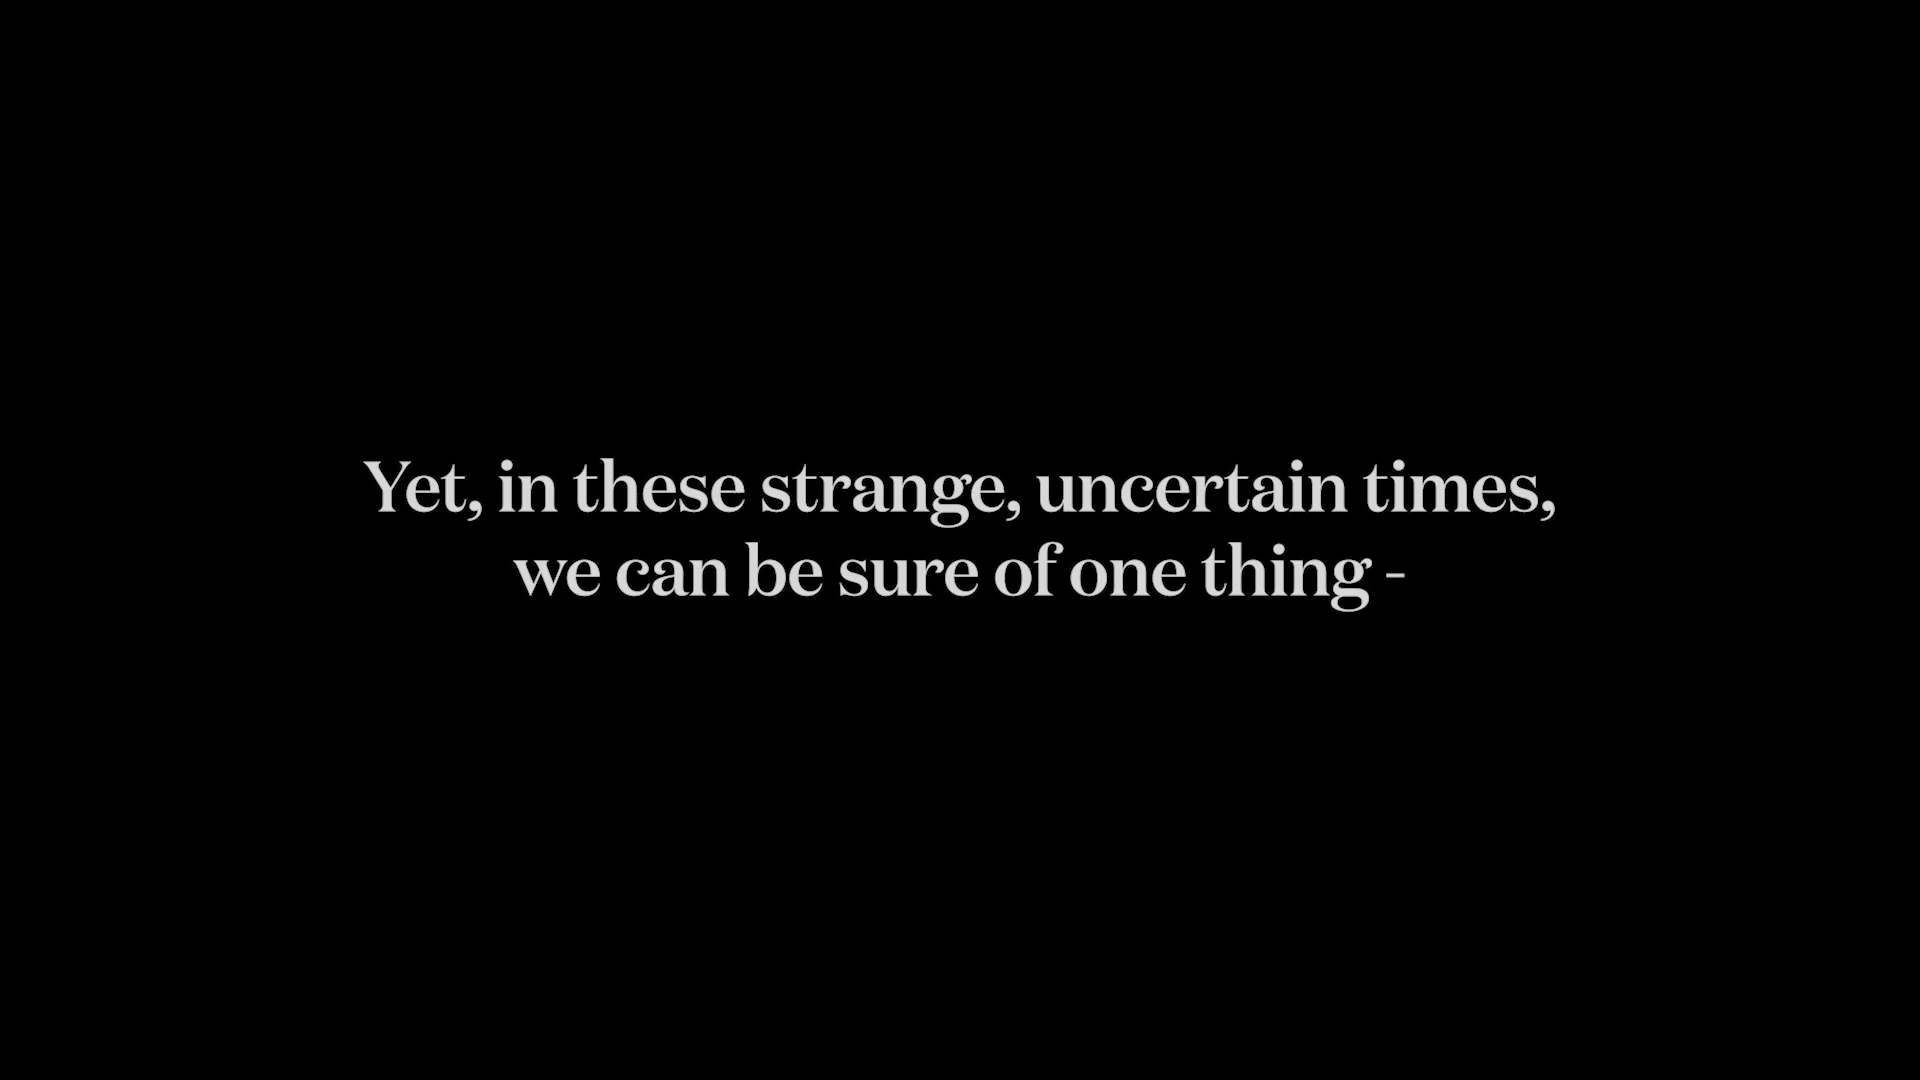 Yet, in these strange, uncertain times,
we can be sure of one thing -